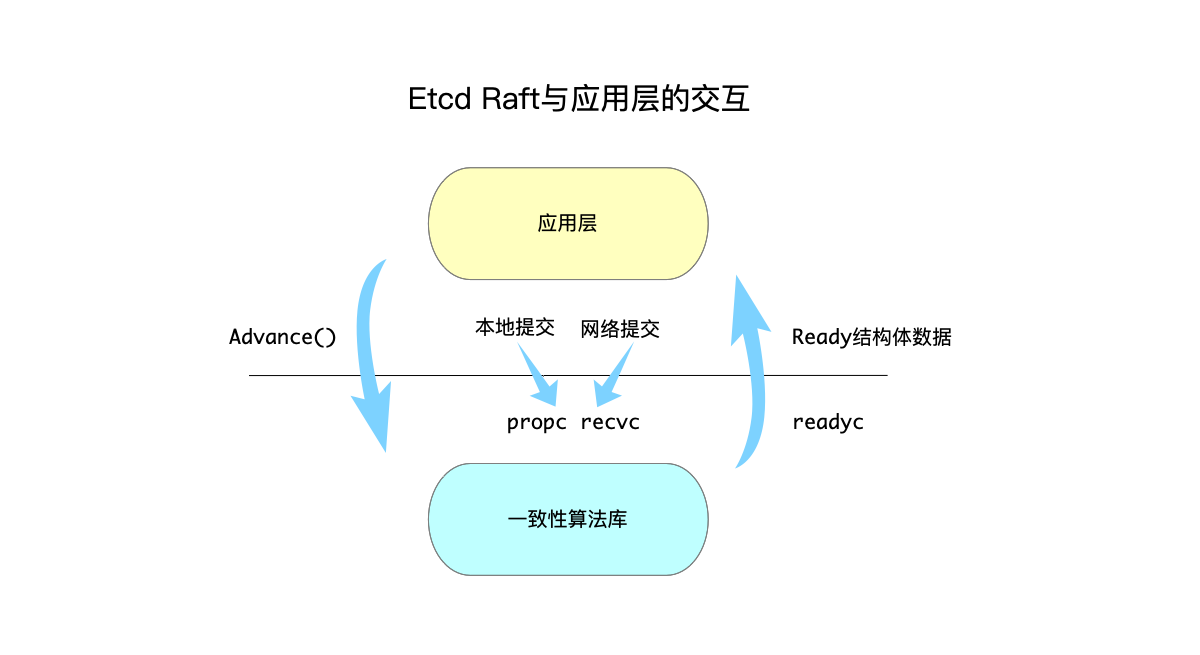 Etcd Raft与应用层的交互
应用层
本地提交 网络提交
Advance()
Ready结构体数据
propc recvc
readyc
一致性算法库